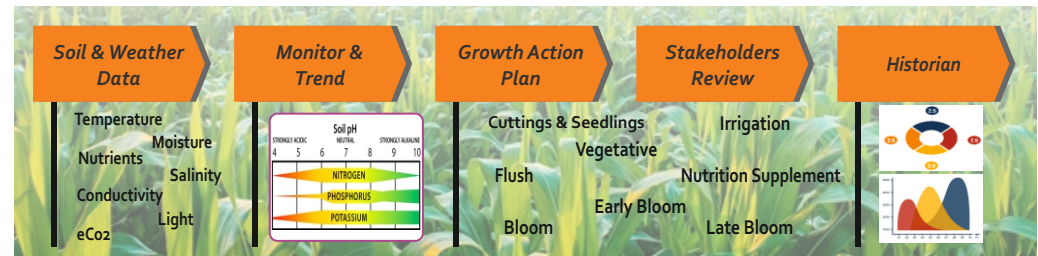 Soil & Weather
Data
Monitor &
Trend
Growth Action
Plan
Stakeholders
Review
Historian
Temperature
Moisture
Nutrients
Salinity
Conductivity
Light
eCo2
Soil pH
STRONGLY ACIDIC
NEUTRAL
STRONGLY ALKALINE
4 5 6 7 8 9 10
NITROGEN
PHOSPHORUS
POTASSIUM
Cuttings & Seedlings
Vegetative
Flush
Early Bloom
Bloom
Irrigation
Nutrition Supplement
Late Bloom